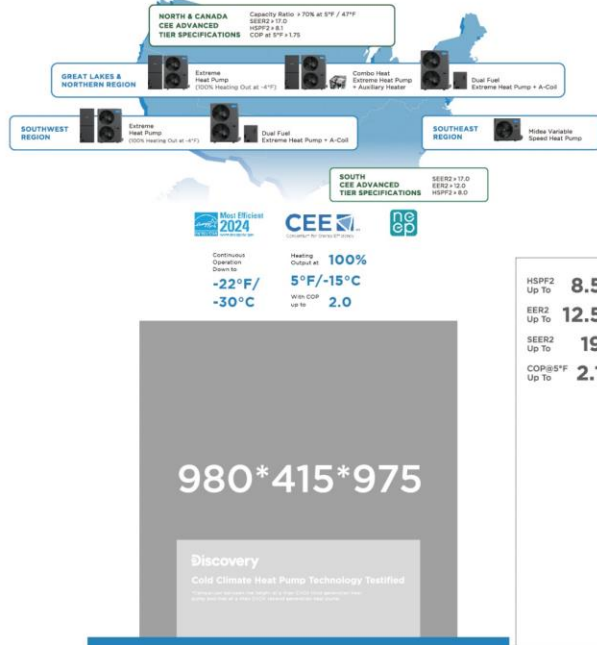 NORTH & CANADA
CEE ADVANCED
TIER SPECIFICATIONS
Capacity Ratio > 70% at 5°F / 47°F
SEER2 > 17.0
HSPF2 > 8.1
COP at 5°F > 1.75
GREAT LAKES &
NORTHERN REGION
Extreme
Heat Pump
(100% Heating Out at -4°F)
Combo Heat
Extreme Heat Pump
+ Auxiliary Heater
Dual Fuel
Extreme Heat Pump + A-Coil
SOUTHWEST
REGION
Extreme
Heat Pump
(100% Heating Out at -4°F)
Dual Fuel
Extreme Heat Pump + A-Coil
SOUTHEAST
REGION
Midea Variable
Speed Heat Pump
SOUTH
CEE ADVANCED
TIER SPECIFICATIONS
SEER2 > 17.0
EER2 > 12.0
HSPF2 > 8.0
Most Efficient
2024
CEE
neep
Continuous
Operation
Down to
-22°F/
-30°C
Heating
Output at 100%
5°F/-15°C
With COP
up to 2.0
HSPF2
Up To 8.5
EER2
Up To 12.5
SEER2
Up To 19
COP@5°F
Up To 2.
980*415*975
Discovery
Cold Climate Heat Pump Technology Testified